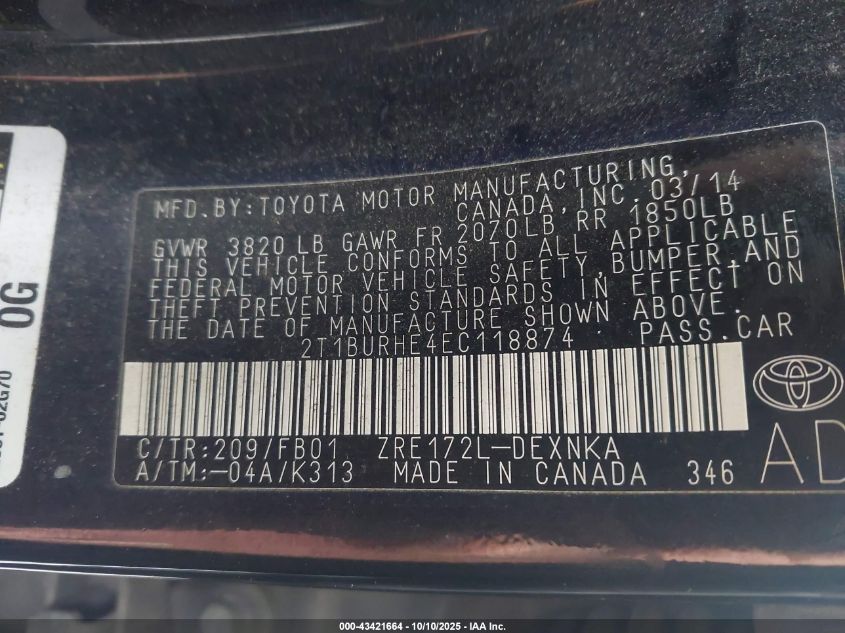 MFD.BY:TOYOTA MOTOR MANUFACTURING,
CANADA,INC.03/14
GVWR 3820 LB GAWR FR 2070LB RR 1850LB
THIS VEHICLE CONFORMS TO ALL APPLICABLE
FEDERAL MOTOR VEHICLE SAFETY,BUMPER,AND
THEFT PREVENTION STANDARDS IN EFFECT ON
THE DATE OF MANUFACTURE SHOWN ABOVE.
2T1BURHE4EC118874 PASS.CAR
C/TR:209/FB01 ZRE172L-DEXNKA
A/TM:-04A/K313 MADE IN CANADA 346
AD
0G
000-43421664 - 10/10/2025 - IAA Inc.